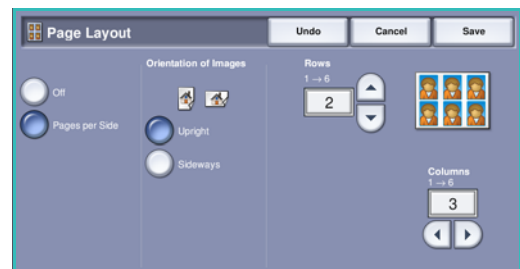 Page Layout
Undo
Cancel
Save
Off
Pages per Side
Orientation of Images
Upright
Sideways
Rows
1 → 6
2
Columns
1 → 6
3